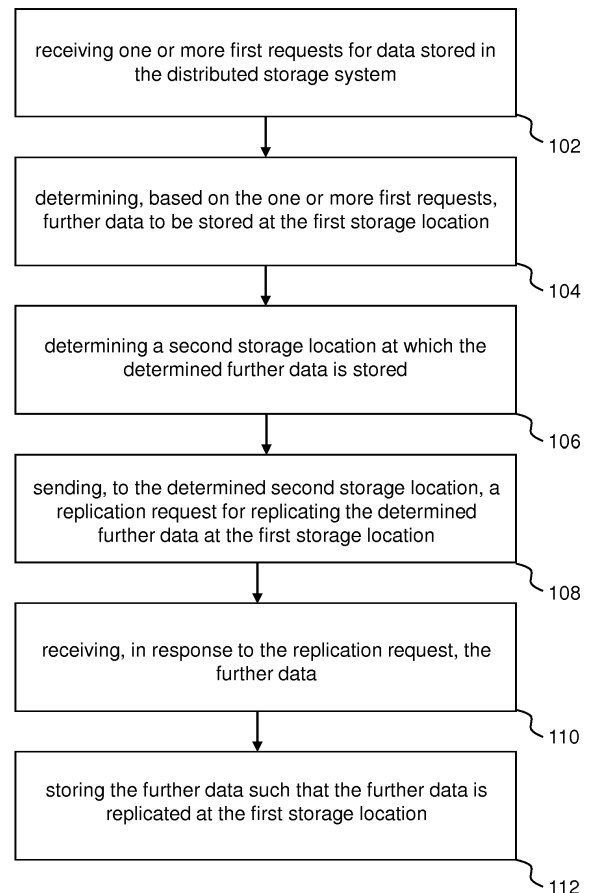 receiving one or more first requests for data stored in
the distributed storage system
102
determining, based on the one or more first requests,
further data to be stored at the first storage location
104
determining a second storage location at which the
determined further data is stored
106
sending, to the determined second storage location, a
replication request for replicating the determined
further data at the first storage location
108
receiving, in response to the replication request, the
further data
110
storing the further data such that the further data is
replicated at the first storage location
112